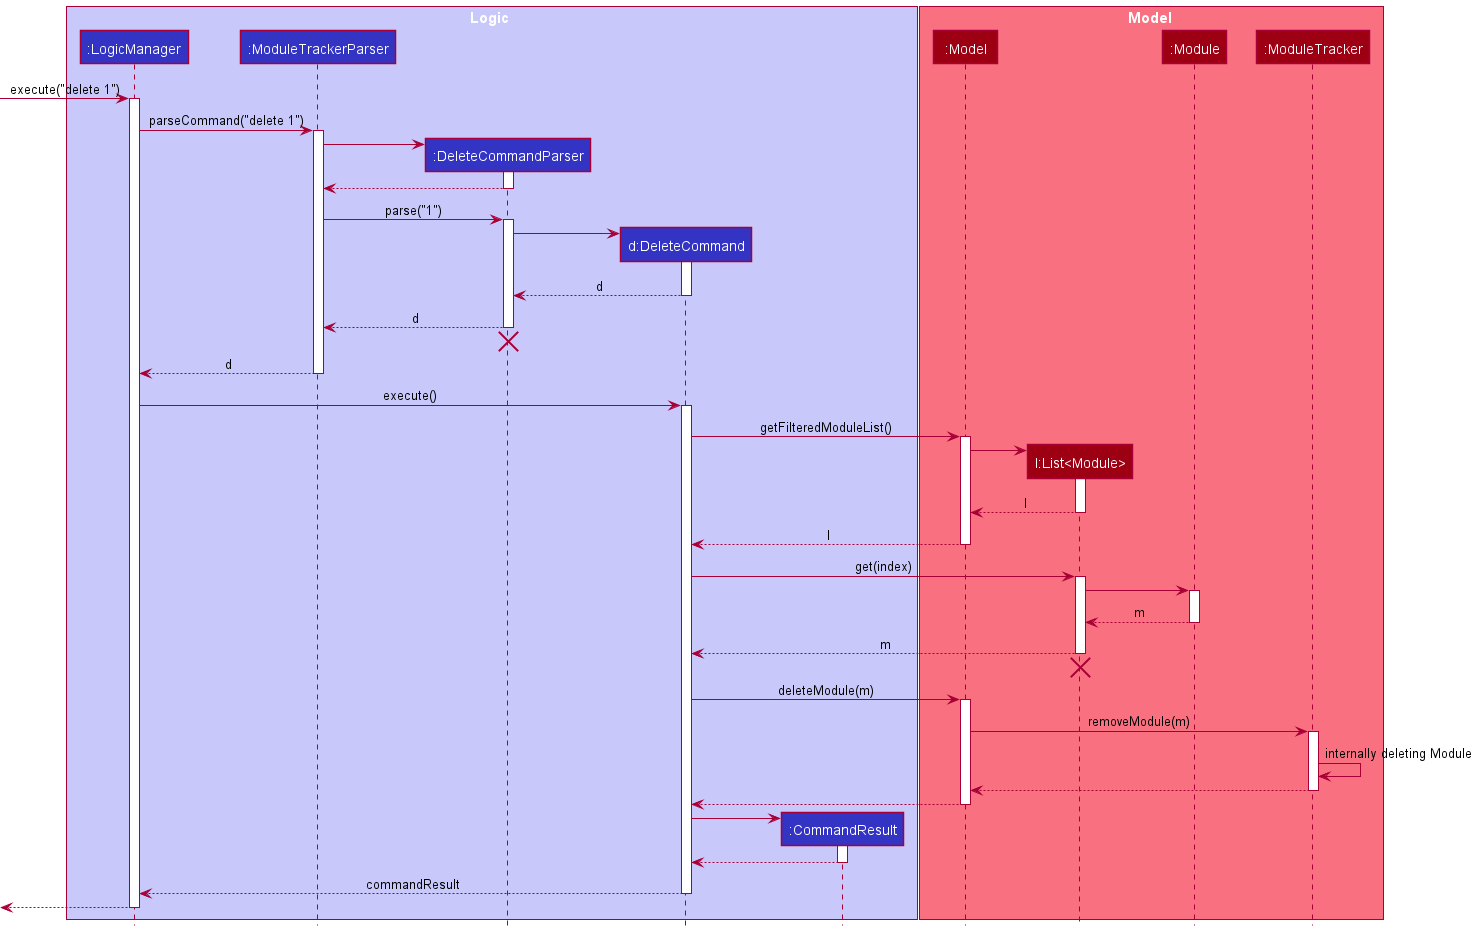 Logic
Model
:LogicManager
:ModuleTrackerParser
:Model
:Module
:ModuleTracker
execute("delete 1")
parseCommand("delete 1")
:DeleteCommandParser
parse("1")
d:DeleteCommand
d
d
d
execute()
getFilteredModuleList()
l:List<Module>
l
l
get(index)
m
m
deleteModule(m)
removeModule(m)
internally deleting Module
:CommandResult
commandResult